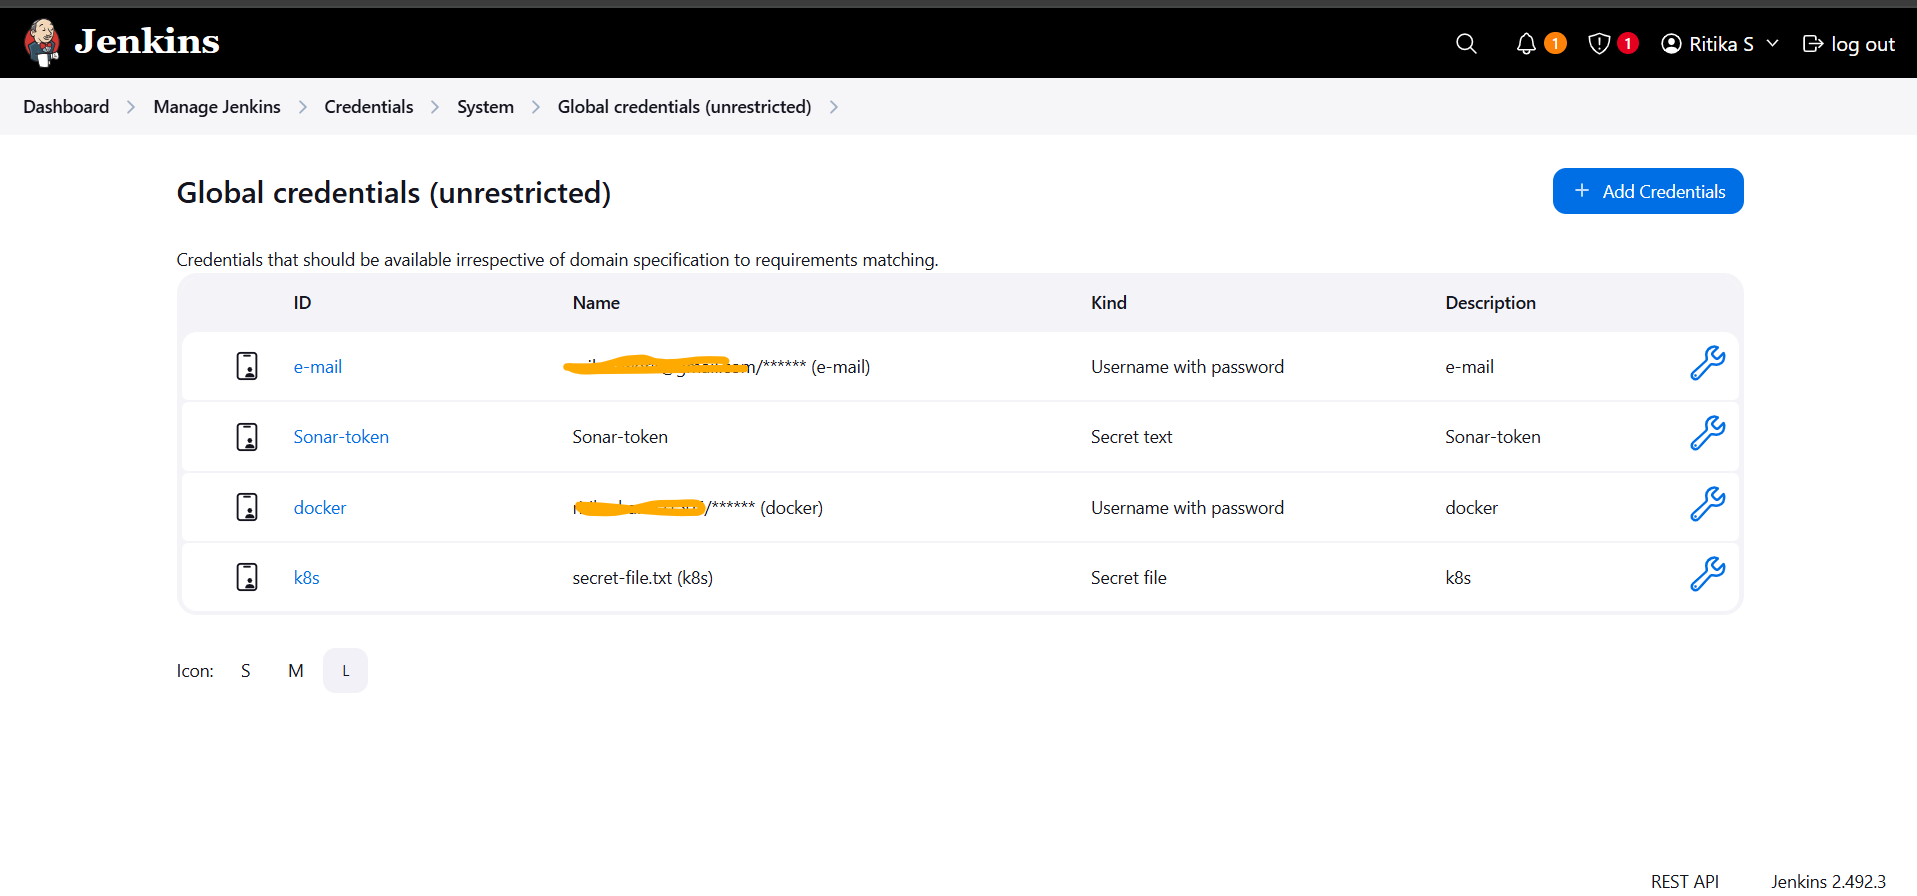 Jenkins
1 1 Ritika S log out
Dashboard Manage Jenkins Credentials System Global credentials (unrestricted)
Global credentials (unrestricted)
+ Add Credentials
Credentials that should be available irrespective of domain specification to requirements matching.
ID Name Kind Description
e-mail /****** (e-mail) Username with password e-mail
Sonar-token Sonar-token Secret text Sonar-token
docker /****** (docker) Username with password docker
k8s secret-file.txt (k8s) Secret file k8s
Icon: S M L
REST API Jenkins 2.492.3